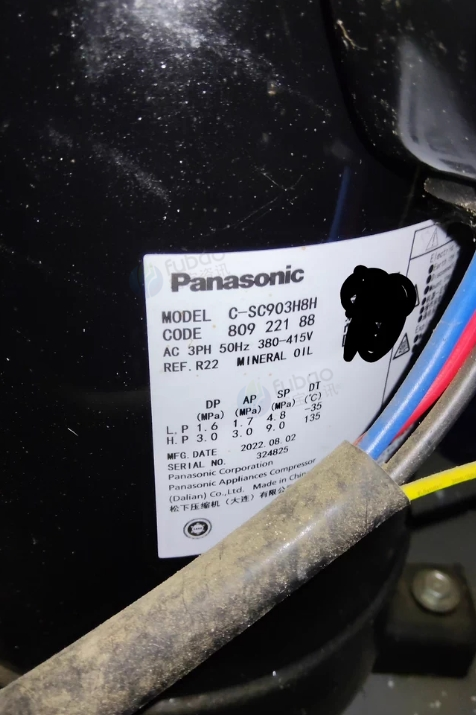 fubao
Panasonic
MODEL C-SC903H8H
CODE 809 221 88
AC 3PH 50Hz 380-415V
REF.R22 MINERAL OIL
fubao
DP AP SP DT
(MPa) (MPa) (MPa) (℃)
L.P 1.6 1.7 4.8 -35
H.P 3.0 3.0 9.0 135
MFG.DATE 2022.08.02
SERIAL NO. 324825
Panasonic Corporation
Panasonic Appliances Compressor
(Dalian) Co.,Ltd. Made in China
松下压缩机（大连）有限公